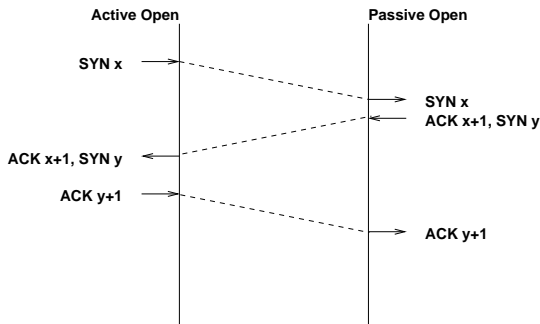 Active Open
Passive Open
SYN x
SYN x
ACK x+1, SYN y
ACK x+1, SYN y
ACK y+1
ACK y+1